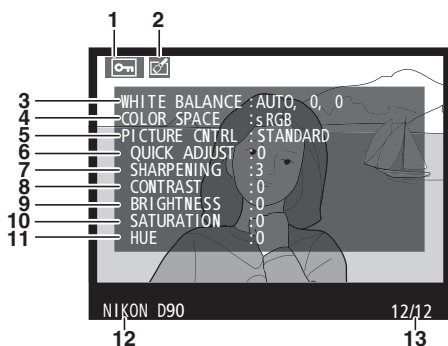 1 2
3 WHITE BALANCE :AUTO, 0, 0
4 COLOR SPACE :sRGB
5 PICTURE CNTRL :STANDARD
6 QUICK ADJUST :0
7 SHARPENING :3
8 CONTRAST :0
9 BRIGHTNESS :0
10 SATURATION :0
11 HUE :0
NIKON D90 12/12
12 13